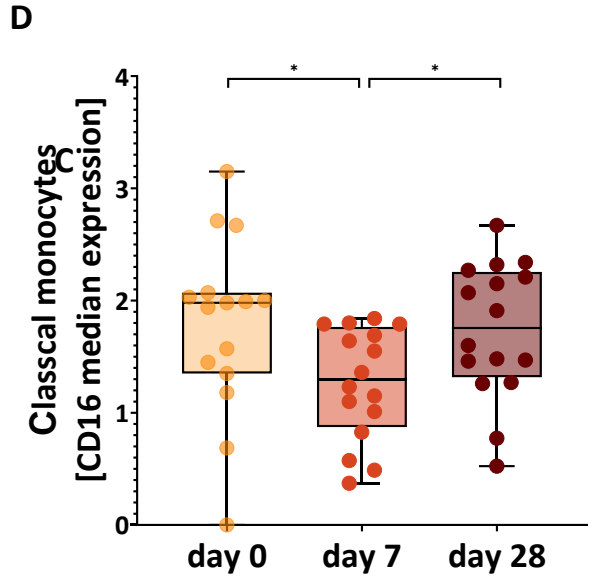 D
Classcal monocytes
C
[CD16 median expression]
4
3
2
1
0
*
*
day 0
day 7
day 28